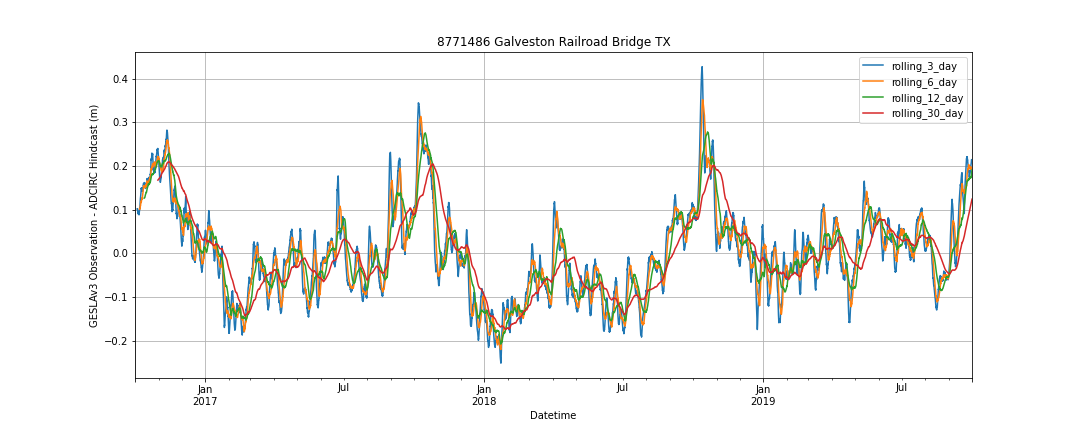 8771486 Galveston Railroad Bridge TX
GESLAv3 Observation - ADCIRC Hindcast (m)
0.4
0.3
0.2
0.1
0.0
−0.1
−0.2
rolling_3_day
rolling_6_day
rolling_12_day
rolling_30_day
Jan Jul Jan Jul Jan Jul
2017 2018 2019
Datetime